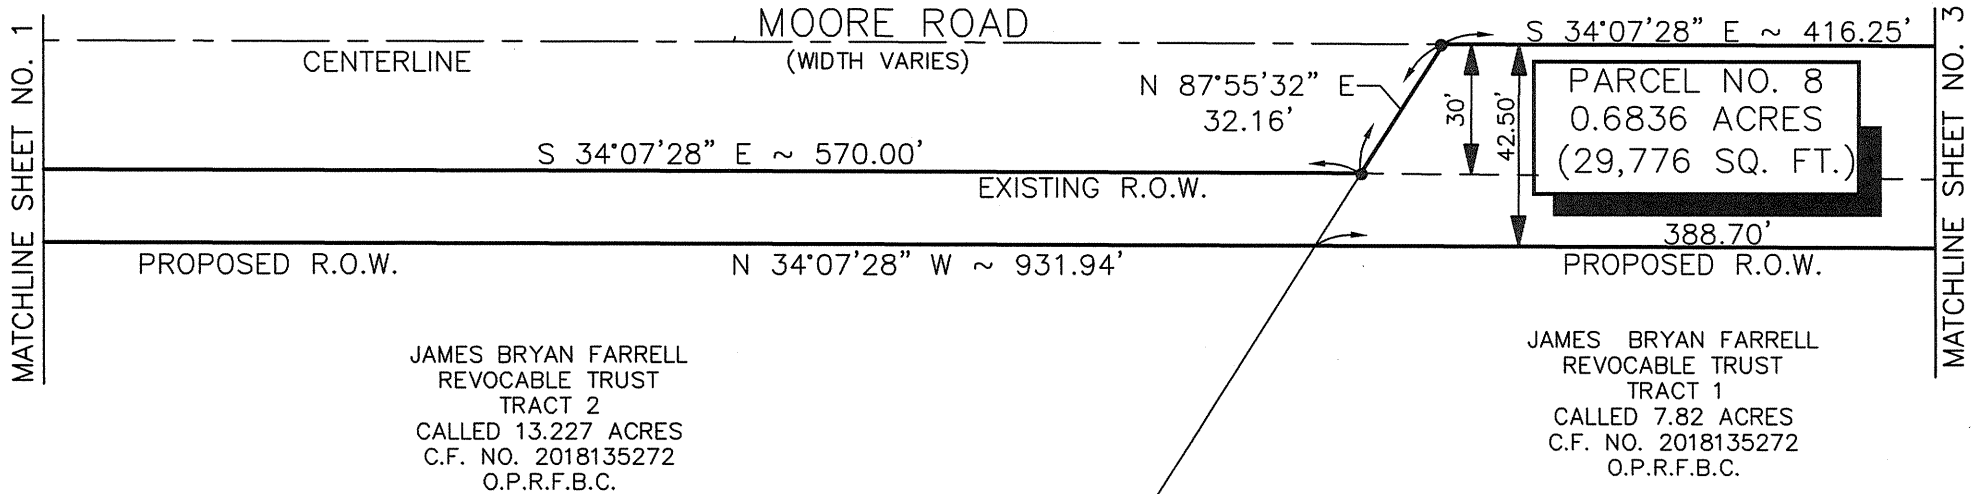 MATCHLINE SHEET NO. 1
MOORE ROAD
(WIDTH VARIES)
CENTERLINE
S 34°07'28" E ~ 416.25'
N 87°55'32" E
32.16'
30'
42.50'
PARCEL NO. 8
0.6836 ACRES
(29,776 SQ. FT.)
S 34°07'28" E ~ 570.00'
EXISTING R.O.W.
388.70'
PROPOSED R.O.W.
N 34°07'28" W ~ 931.94'
PROPOSED R.O.W.
JAMES BRYAN FARRELL
REVOCABLE TRUST
TRACT 2
CALLED 13.227 ACRES
C.F. NO. 2018135272
O.P.R.F.B.C.
JAMES BRYAN FARRELL
REVOCABLE TRUST
TRACT 1
CALLED 7.82 ACRES
C.F. NO. 2018135272
O.P.R.F.B.C.
MATCHLINE SHEET NO. 3